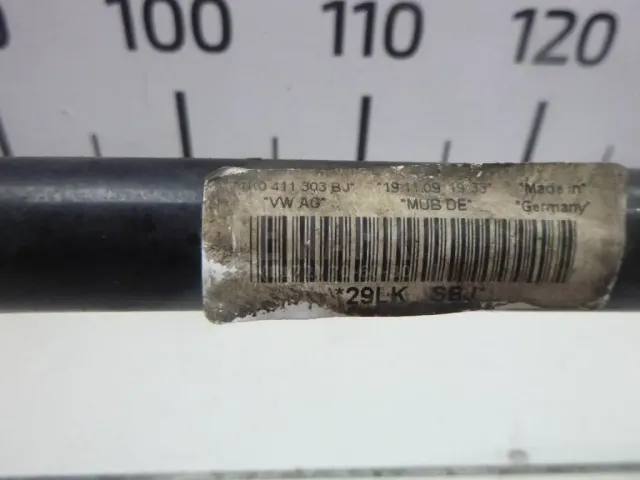 100 110 120
411 303 BJ" "19.11.09 19:33" "Made in"
"VW AG" "MUB DE" "Germany"
"29LK SBJ"